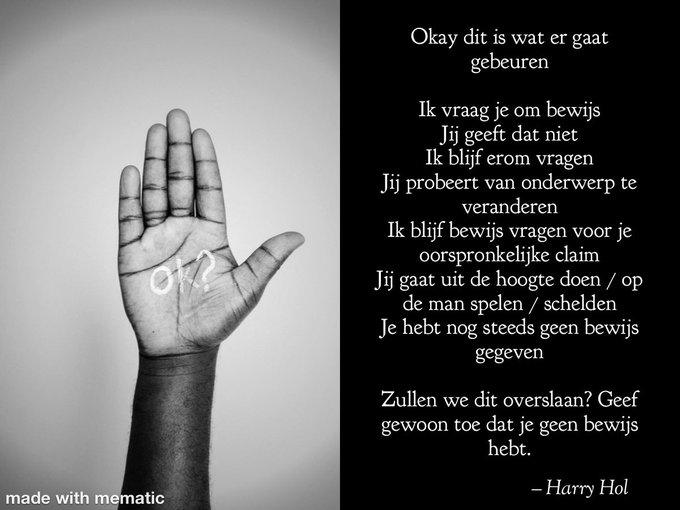 ok?
Okay dit is wat er gaat
gebeuren
Ik vraag je om bewijs
Jij geeft dat niet
Ik blijf erom vragen
Jij probeert van onderwerp te
veranderen
Ik blijf bewijs vragen voor je
oorspronkelijke claim
Jij gaat uit de hoogte doen / op
de man spelen / schelden
Je hebt nog steeds geen bewijs
gegeven
Zullen we dit overslaan? Geef
gewoon toe dat je geen bewijs
hebt.
– Harry Hol
made with mematic